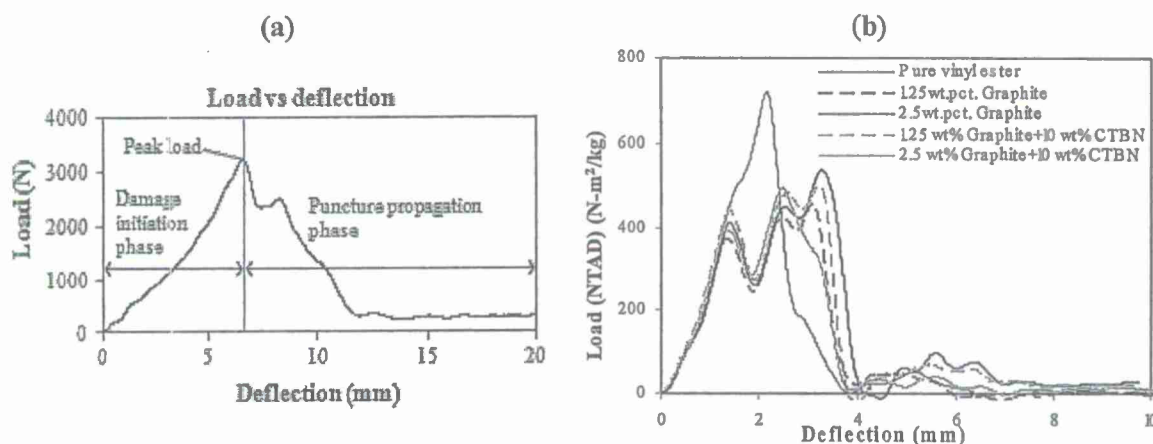 (a)
Load vs deflection
4000
3000
2000
1000
0
Load (N)
Peak load
Damage
initiation
phase
Puncture propagation
phase
0
5
10
15
20
Deflection (mm)
(b)
800
600
400
200
0
Load (NTAD) (N-m²/kg)
Pure vinyl ester
1.25 wt. pct. Graphite
2.5 wt. pct. Graphite
1.25 wt% Graphite+10 wt% CTBN
2.5 wt% Graphite+10 wt% CTBN
0
2
4
6
8
10
Deflection (mm)